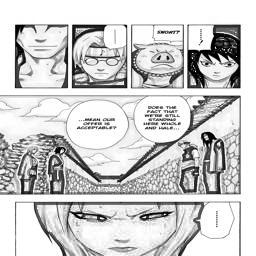 ......
SNORT?
DOES THE
FACT THAT
WE'RE STILL
STANDING
HERE WHOLE
AND HALE...
...MEAN OUR
OFFER IS
ACCEPTABLE?
......